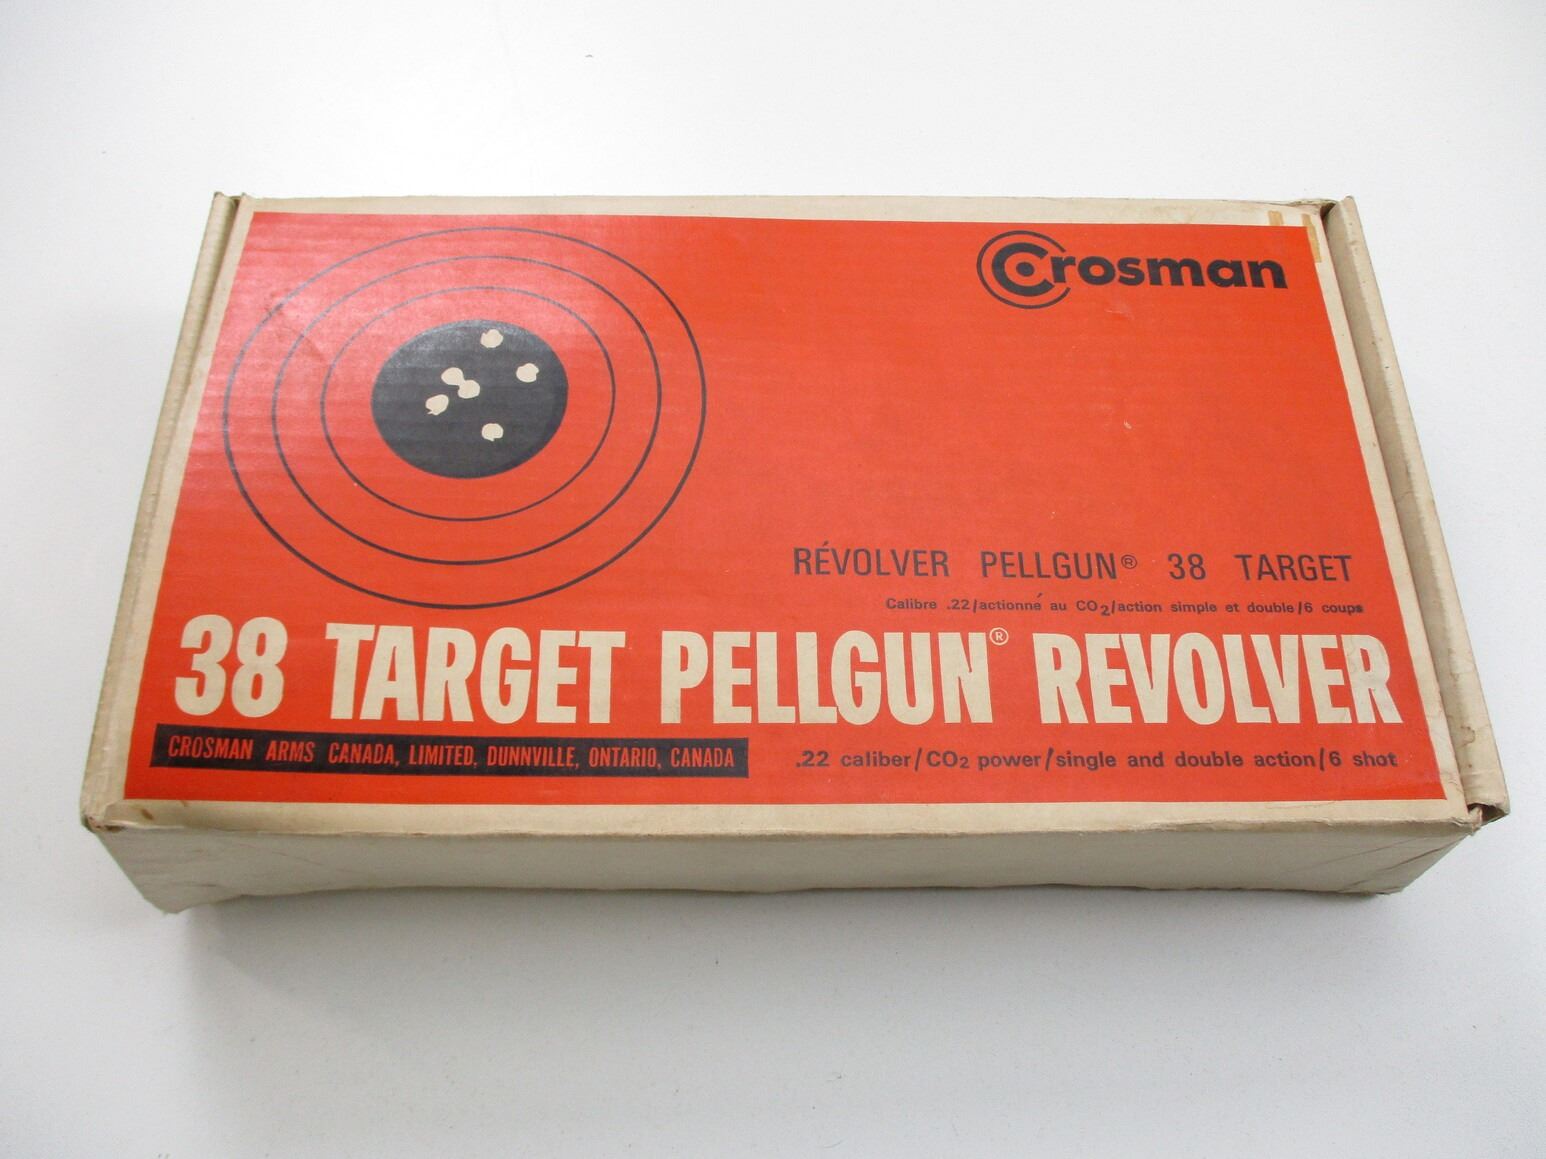 Crosman
RÉVOLVER PELLGUN® 38 TARGET
Calibre .22/actionné au CO2/action simple et double/6 coups
38 TARGET PELLGUN® REVOLVER
CROSMAN ARMS CANADA, LIMITED, DUNNVILLE, ONTARIO, CANADA
.22 caliber/CO2 power/single and double action/6 shot